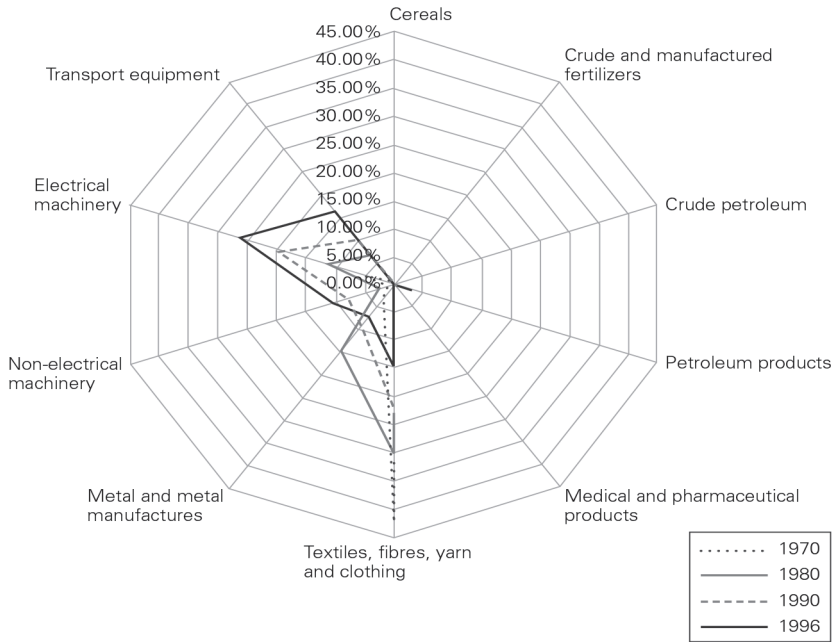 Cereals
45.00%
40.00%
35.00%
30.00%
25.00%
20.00%
15.00%
10.00%
5.00%
0.00%
Crude and manufactured
fertilizers
Crude petroleum
Petroleum products
Medical and pharmaceutical
products
Textiles, fibres, yarn
and clothing
Metal and metal
manufactures
Non-electrical
machinery
Electrical
machinery
Transport equipment
1970
1980
1990
1996